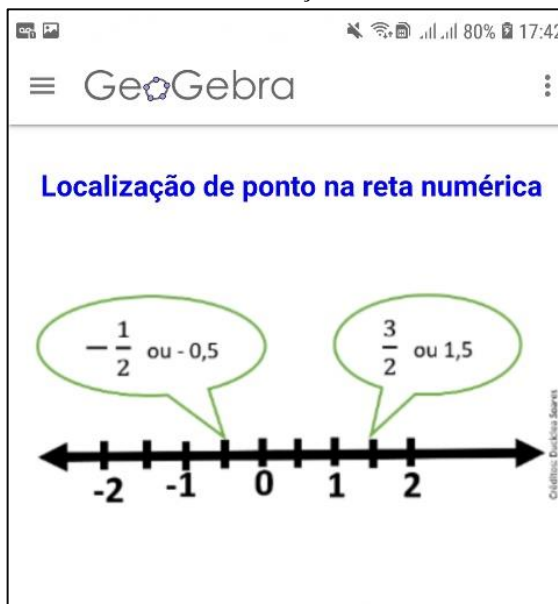 80% 17:42
GeoGebra
Localização de ponto na reta numérica
-1/2 ou - 0,5
3/2 ou 1,5
-2 -1 0 1 2
Créditos: Ducklea Soares